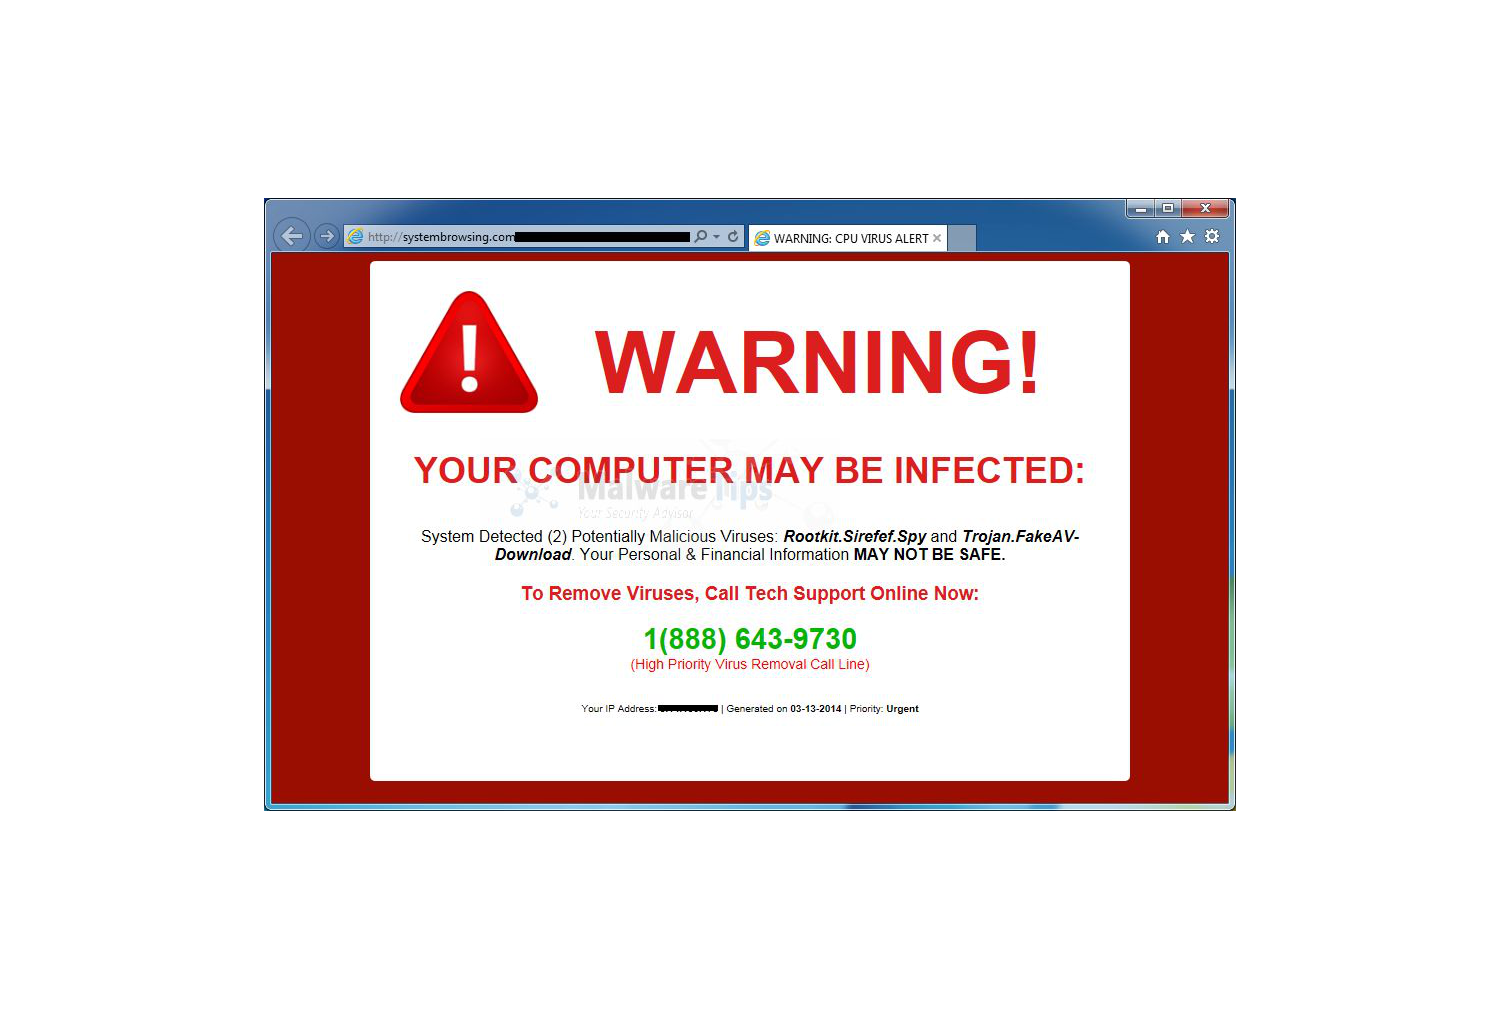 http://systembrowsing.com
WARNING: CPU VIRUS ALERT
WARNING!
YOUR COMPUTER MAY BE INFECTED:
MalwareTips
Your Security Advisor
System Detected (2) Potentially Malicious Viruses: Rootkit.Sirefef.Spy and Trojan.FakeAV-
Download. Your Personal & Financial Information MAY NOT BE SAFE.
To Remove Viruses, Call Tech Support Online Now:
1(888) 643-9730
(High Priority Virus Removal Call Line)
Your IP Address: | Generated on 03-13-2014 | Priority: Urgent